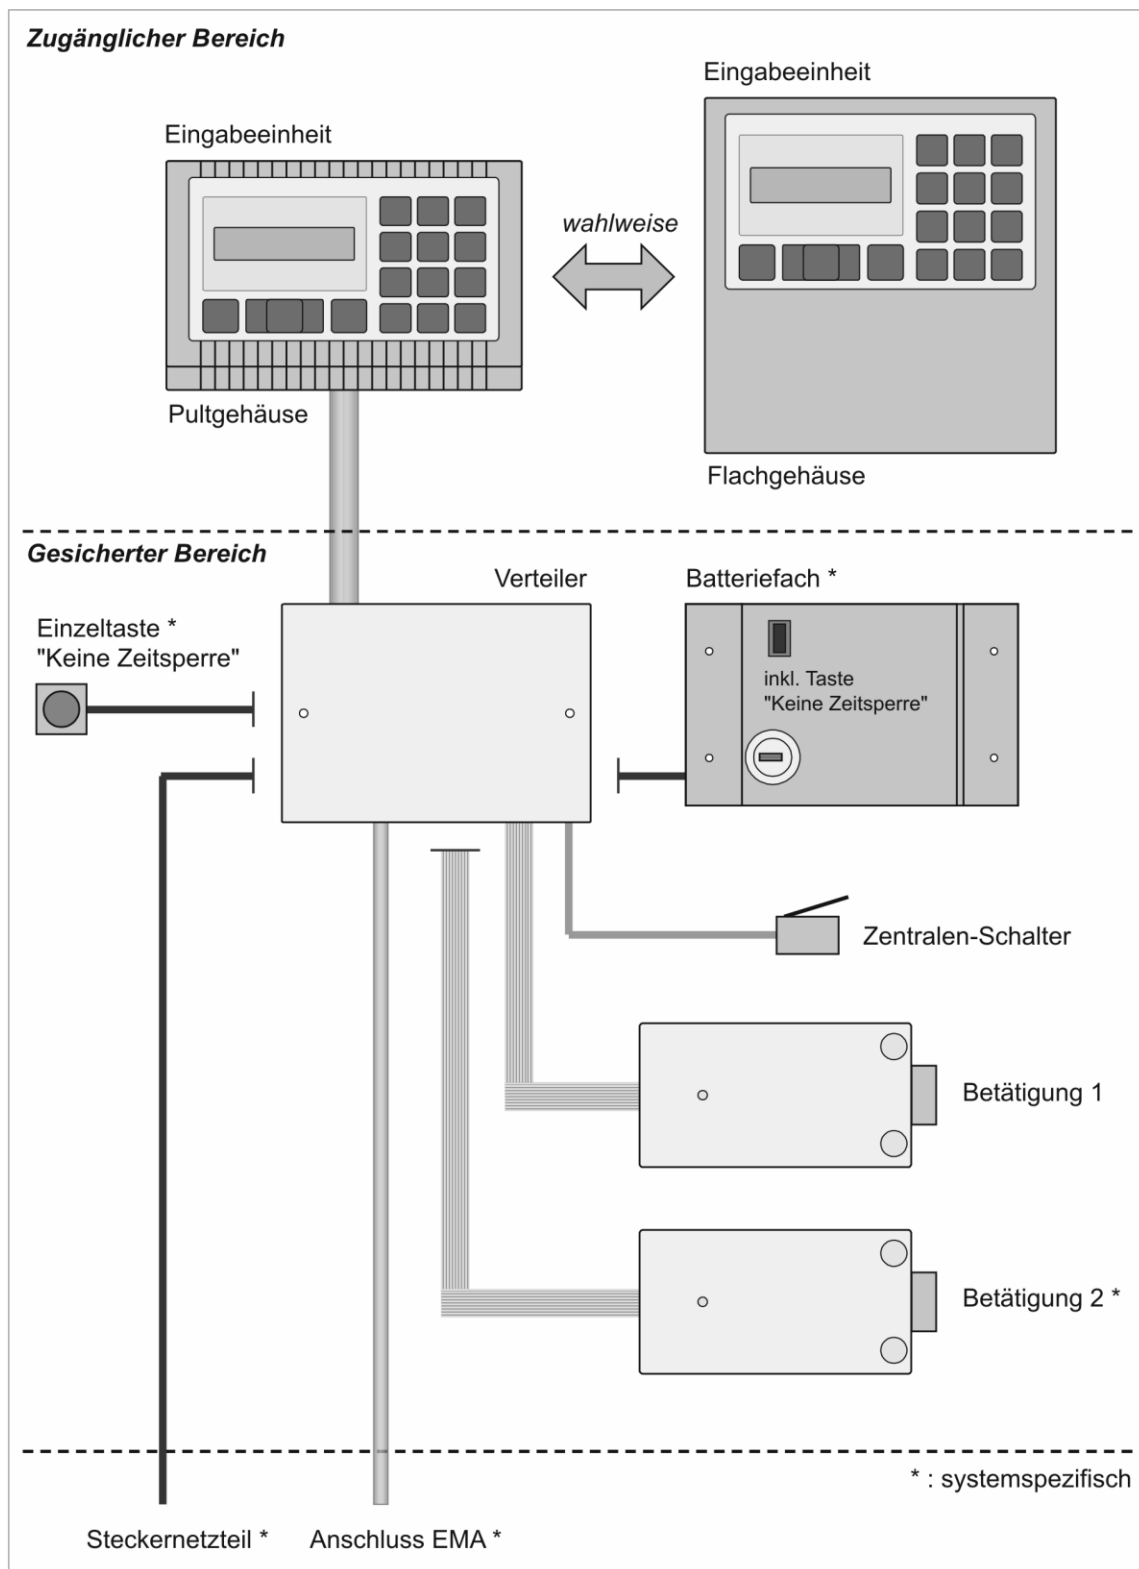 Zugänglicher Bereich
Eingabeeinheit
Eingabeeinheit
wahlweise
Pultgehäuse
Flachgehäuse
Gesicherter Bereich
Verteiler
Batteriefach *
Einzeltaste *
"Keine Zeitsperre"
inkl. Taste
"Keine Zeitsperre"
Zentralen-Schalter
Betätigung 1
Betätigung 2 *
* : systemspezifisch
Steckernetzteil *
Anschluss EMA *